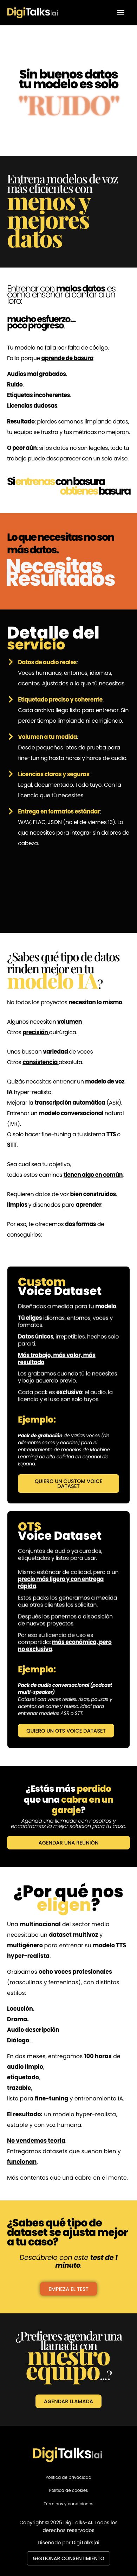 DigiTalks|ai
Sin buenos datos
tu modelo es solo
"RUIDO"
Entrena modelos de voz
más eficientes con
menos y
mejores
datos
Entrenar con malos datos es
como enseñar a cantar a un
loro:
mucho esfuerzo...
poco progreso.
Tu modelo no falla por falta de código.
Falla porque aprende de basura:
Audios mal grabados.
Ruido.
Etiquetas incoherentes.
Licencias dudosas.
Resultado: pierdes semanas limpiando datos,
tu equipo se frustra y tus métricas no mejoran.
O peor aún: si los datos no son legales, todo tu
trabajo puede desaparecer con un solo aviso.
Si entrenas con basura
obtienes basura
Lo que necesitas no son
más datos.
Necesitas
Resultados
Detalle del
servicio
Datos de audio reales:
Voces humanas, entornos, idiomas,
acentos. Ajustados a lo que tú necesitas.
Etiquetado preciso y coherente:
Cada archivo llega listo para entrenar. Sin
perder tiempo limpiando ni corrigiendo.
Volumen a tu medida:
Desde pequeños lotes de prueba para
fine-tuning hasta horas y horas de audio.
Licencias claras y seguras:
Legal, documentado. Todo tuyo. Con la
licencia que tú necesites.
Entrega en formatos estándar:
WAV, FLAC, JSON (no el de viernes 13). Lo
que necesites para integrar sin dolores de
cabeza.
¿Sabes qué tipo de datos
rinden mejor en tu
modelo IA?
No todos los proyectos necesitan lo mismo.
Algunos necesitan volumen
Otros precisión quirúrgica.
Unos buscan variedad de voces
Otros consistencia absoluta.
Quizás necesitas entrenar un modelo de voz
IA hyper-realista.
Mejorar la transcripción automática (ASR).
Entrenar un modelo conversacional natural
(IVR).
O solo hacer fine-tuning a tu sistema TTS o
STT.
Sea cual sea tu objetivo,
todos estos caminos tienen algo en común:
Requieren datos de voz bien construidos,
limpios y diseñados para aprender.
Por eso, te ofrecemos dos formas de
conseguirlos:
Custom
Voice Dataset
Diseñados a medida para tu modelo.
Tú eliges idiomas, entornos, voces y
formatos.
Datos únicos, irrepetibles, hechos solo
para ti.
Más trabajo, más valor, más
resultado.
Los grabamos cuando tú lo necesites
y bajo acuerdo previo.
Cada pack es exclusivo: el audio, la
licencia y el uso son solo tuyos.
Ejemplo:
Pack de grabación de varias voces (de
diferentes sexos y edades) para el
entrenamiento de modelos de Machine
Learning de alta calidad en español de
España.
QUIERO UN CUSTOM VOICE
DATASET
OTS
Voice Dataset
Conjuntos de audio ya curados,
etiquetados y listos para usar.
Mismo estándar de calidad, pero a un
precio más ligero y con entrega
rápida.
Estos packs los generamos a medida
que otros clientes los solicitan.
Después los ponemos a disposición
de nuevos proyectos.
Por eso su licencia de uso es
compartida: más económica, pero
no exclusiva.
Ejemplo:
Pack de audio conversacional (podcast
multi-speaker)
Dataset con voces reales, risas, pausas y
acentos de carne y hueso. Ideal para
entrenar modelos ASR o STT.
QUIERO UN OTS VOICE DATASET
¿Estás más perdido
que una cabra en un
garaje?
Agenda una llamada con nosotros y
encontramos la mejor solución para tu caso.
AGENDAR UNA REUNIÓN
¿Por qué nos
eligen?
Una multinacional del sector media
necesitaba un dataset multivoz y
multigénero para entrenar su modelo TTS
hyper-realista.
Grabamos ocho voces profesionales
(masculinas y femeninas), con distintos
estilos:
Locución.
Drama.
Audio descripción
Diálogo...
En dos meses, entregamos 100 horas de
audio limpio,
etiquetado,
trazable,
listo para fine-tuning y entrenamiento IA.
El resultado: un modelo hyper-realista,
estable y con voz humana.
No vendemos teoría.
Entregamos datasets que suenan bien y
funcionan.
Más contentos que una cabra en el monte.
¿Sabes qué tipo de
dataset se ajusta mejor
a tu caso?
Descúbrelo con este test de 1
minuto.
EMPIEZA EL TEST
¿Prefieres agendar una
llamada con
nuestro
equipo...?
AGENDAR LLAMADA
DigiTalks|ai
Política de privacidad
Política de cookies
Términos y condiciones
Copyright © 2025 DigiTalks-AI. Todos los
derechos reservados
Diseñado por DigiTalks|ai
GESTIONAR CONSENTIMIENTO